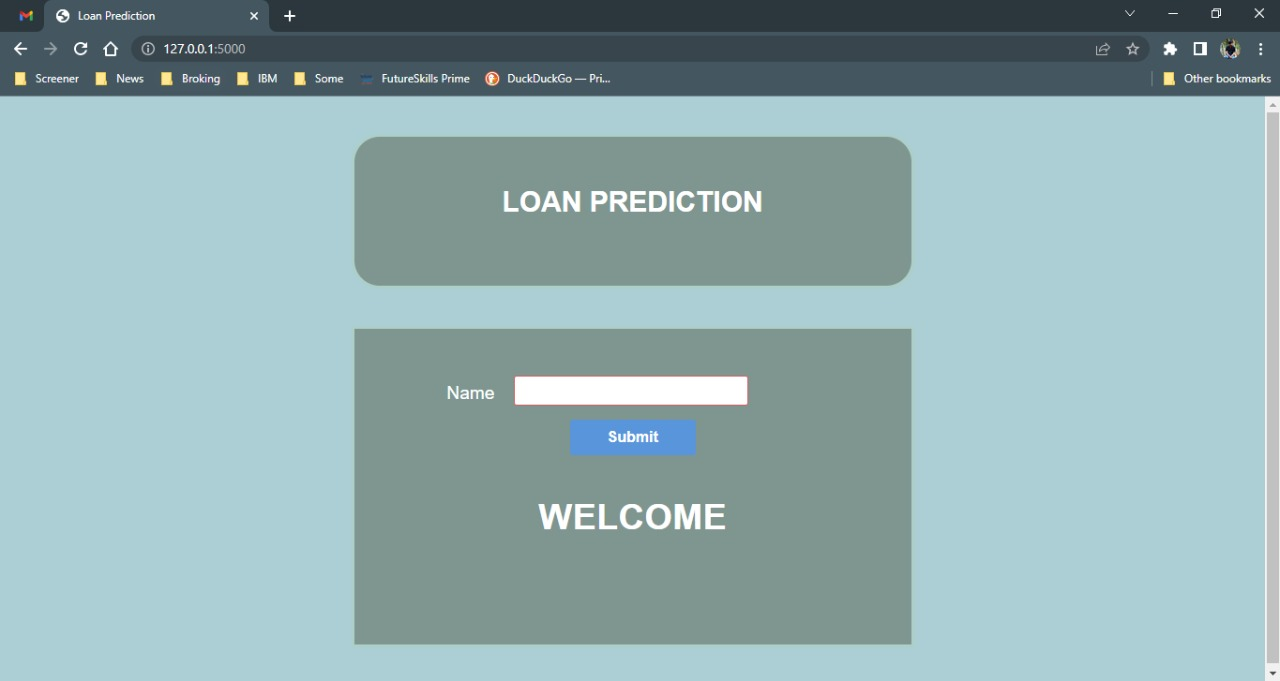 Loan Prediction
127.0.0.1:5000
Screener News Broking IBM Some FutureSkills Prime DuckDuckGo — Pri... Other bookmarks
LOAN PREDICTION
Name
Submit
WELCOME